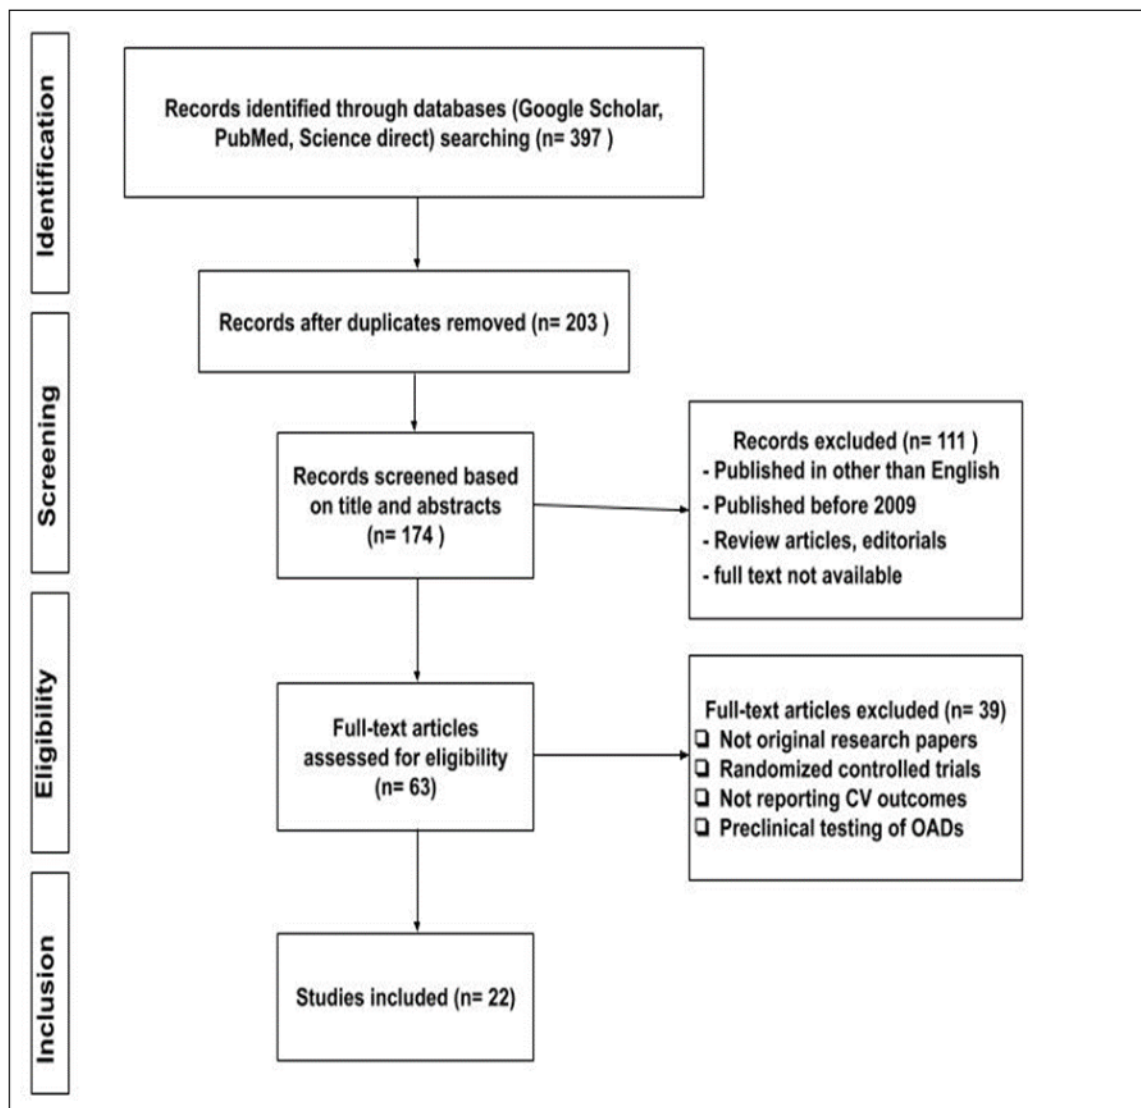 Identification
Records identified through databases (Google Scholar,
PubMed, Science direct) searching (n= 397 )
Records after duplicates removed (n= 203 )
Screening
Records screened based
on title and abstracts
(n= 174 )
Records excluded (n= 111 )
- Published in other than English
- Published before 2009
- Review articles, editorials
- full text not available
Eligibility
Full-text articles
assessed for eligibility
(n= 63)
Full-text articles excluded (n= 39)
❑ Not original research papers
❑ Randomized controlled trials
❑ Not reporting CV outcomes
❑ Preclinical testing of OADs
Inclusion
Studies included (n= 22)